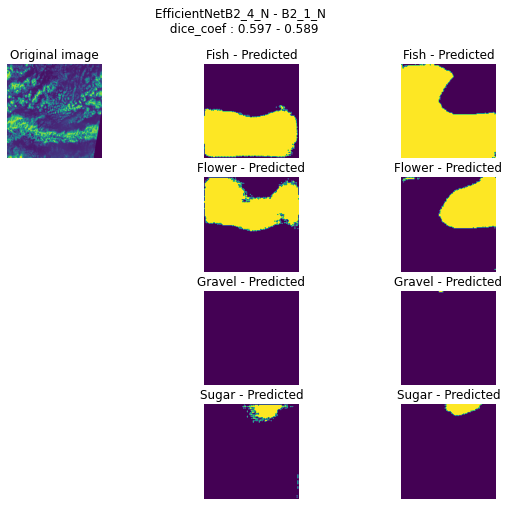 EfficientNetB2_4_N - B2_1_N
dice_coef : 0.597 - 0.589
Original image
Fish - Predicted
Fish - Predicted
Flower - Predicted
Flower - Predicted
Gravel - Predicted
Gravel - Predicted
Sugar - Predicted
Sugar - Predicted